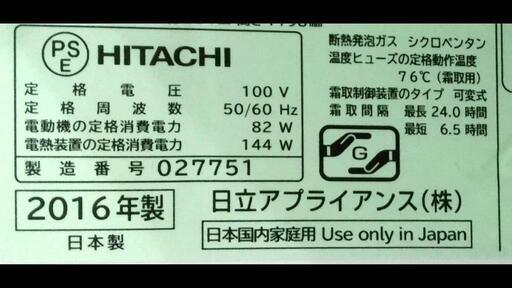 PS
E
HITACHI
定格電圧 100 V
定格周波数 50/60 Hz
電動機の定格消費電力 82 W
電熱装置の定格消費電力 144 W
製造番号 027751
2016年製
日本製
断熱発泡ガス シクロペンタン
温度ヒューズの定格動作温度
76℃(霜取用)
霜取制御装置のタイプ 可変式
霜取間隔 最長 24.0時間
最短 6.5時間
G
日立アプライアンス(株)
日本国内家庭用 Use only in Japan